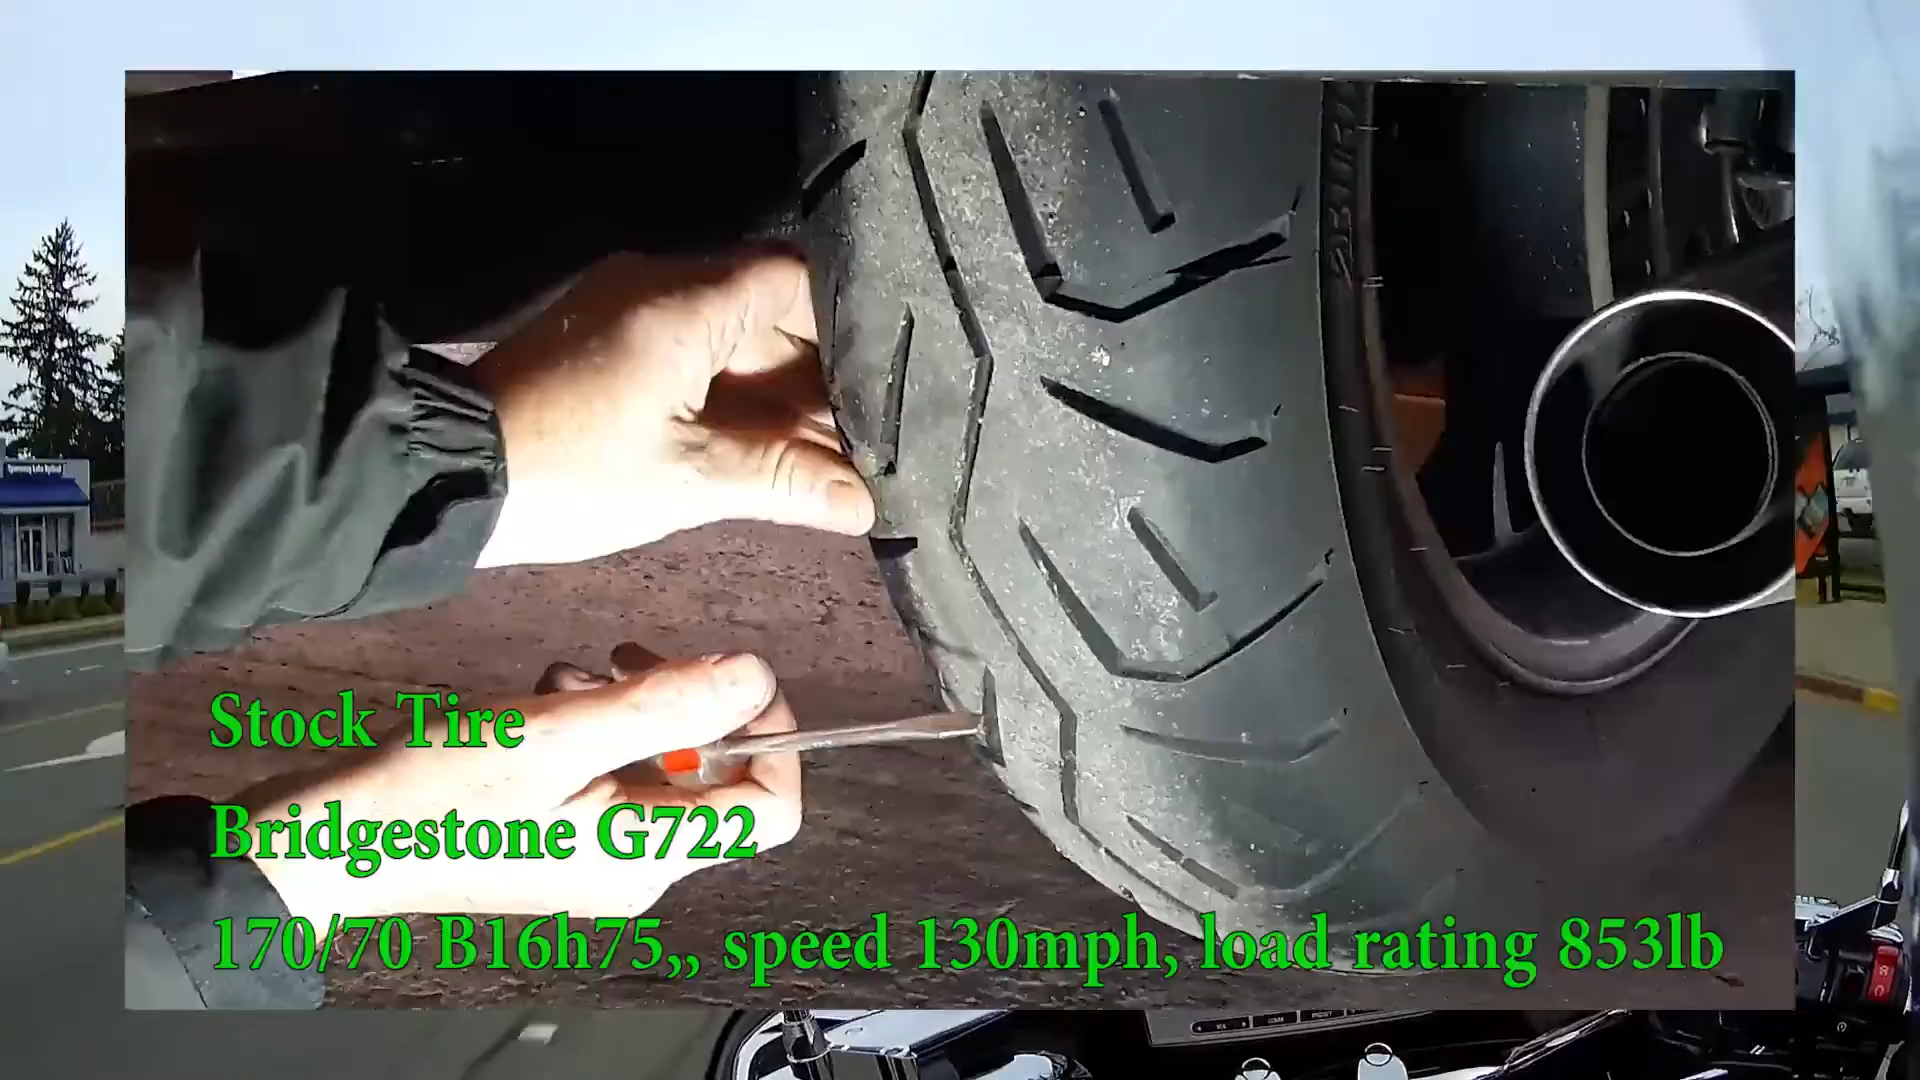 Stock Tire
Bridgestone G722
170/70 B16h75,, speed 130mph, load rating 853lb